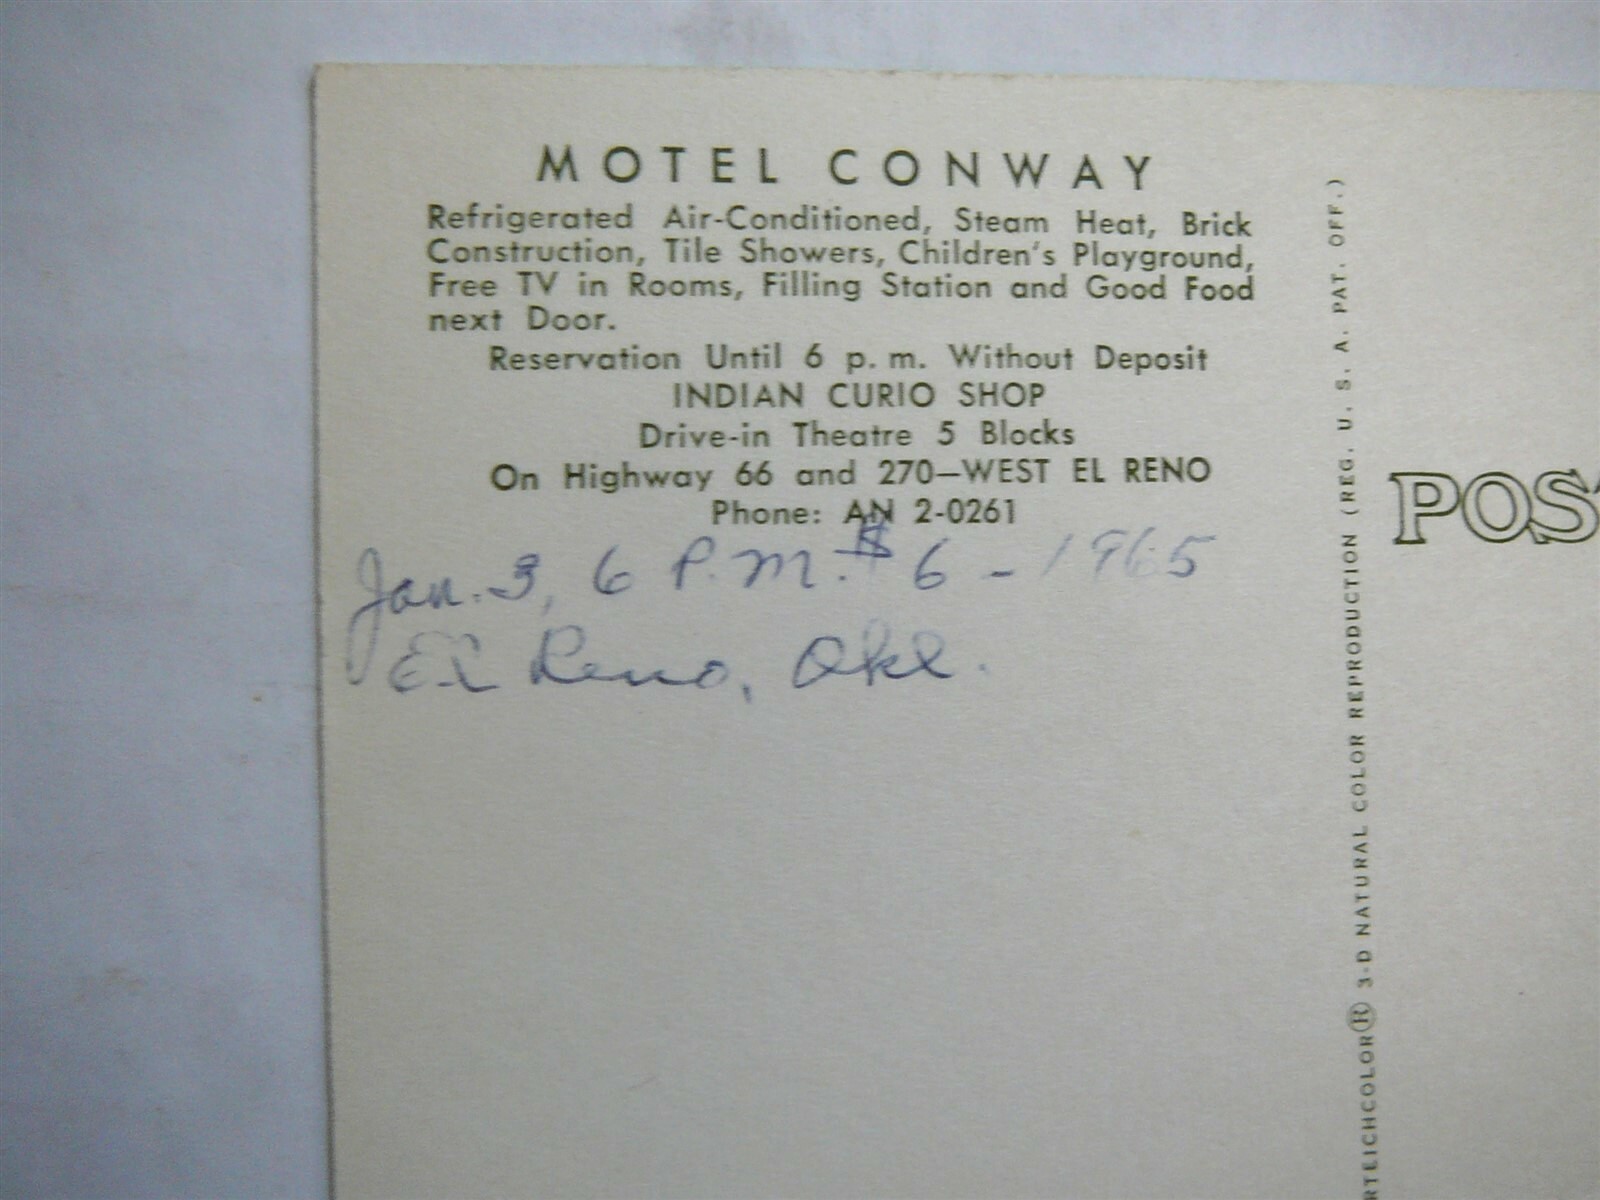 MOTEL CONWAY
Refrigerated Air-Conditioned, Steam Heat, Brick
Construction, Tile Showers, Children's Playground,
Free TV in Rooms, Filling Station and Good Food
next Door.
Reservation Until 6 p. m. Without Deposit
INDIAN CURIO SHOP
Drive-in Theatre 5 Blocks
On Highway 66 and 270—WEST EL RENO
Phone: AN 2-0261
Jan. 3, 6 P.M. $6 - 1965
El Reno, Okl.
RTEICHCOLOR® 3-D NATURAL COLOR REPRODUCTION (REG. U. S. A. PAT. OFF.)
POS